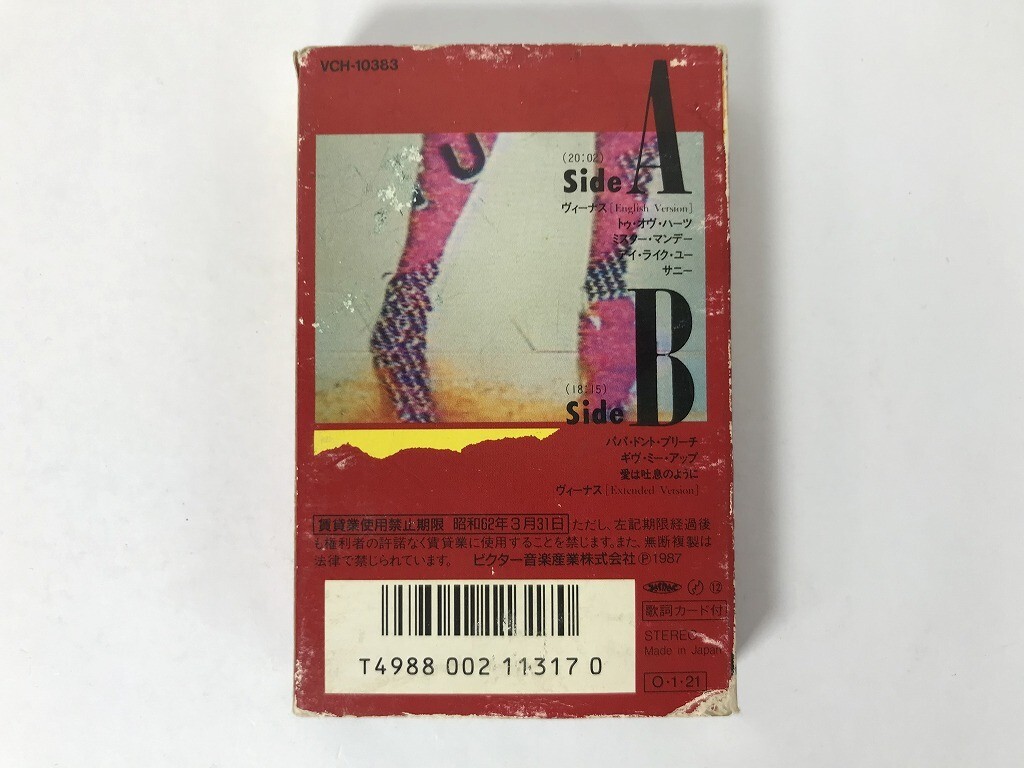 VCH-10383
(20:02)
Side A
ヴィーナス [English Version]
トゥ・オヴ・ハーツ
ミスター・マンデー
アイ・ライク・ユー
サニー
(18:15)
Side B
パパ・ドント・プリーチ
ギヴ・ミー・アップ
愛は吐息のように
ヴィーナス [Extended Version]
賃貸業使用禁止期限 昭和62年3月31日 ただし、左記期限経過後
も権利者の許諾なく賃貸業に使用することを禁じます。また、無断複製は
法律で禁じられています。 ビクター音楽産業株式会社 Ⓟ1987
⑫
歌詞カード付
STEREO
Made in Japan
O・1・21
T4988 002 113170